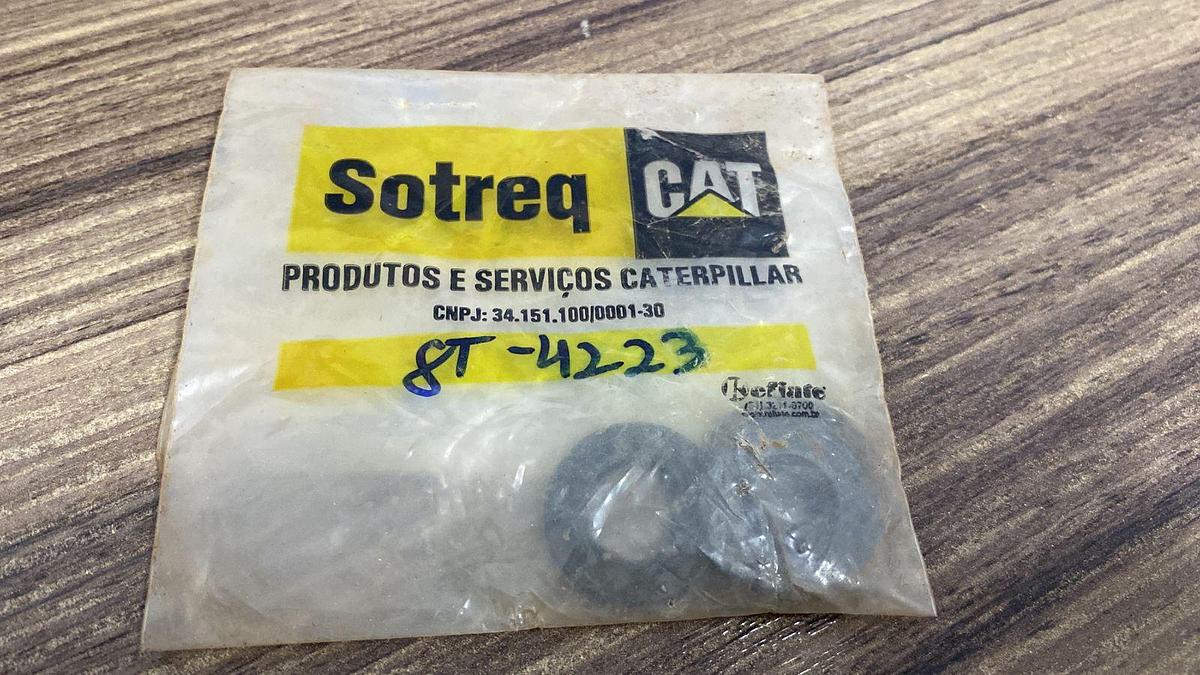 Sotreq CAT
PRODUTOS E SERVIÇOS CATERPILLAR
CNPJ: 34.151.100/0001-30
8T-4223